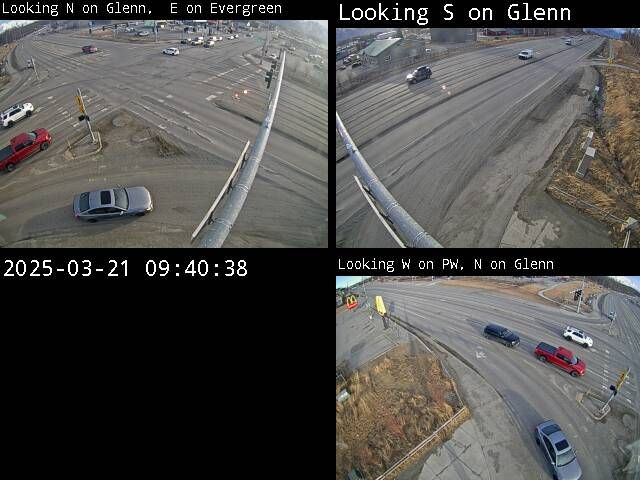 Looking N on Glenn,  E on Evergreen
Looking S on Glenn
2025-03-21 09:40:38
Looking W on PW, N on Glenn